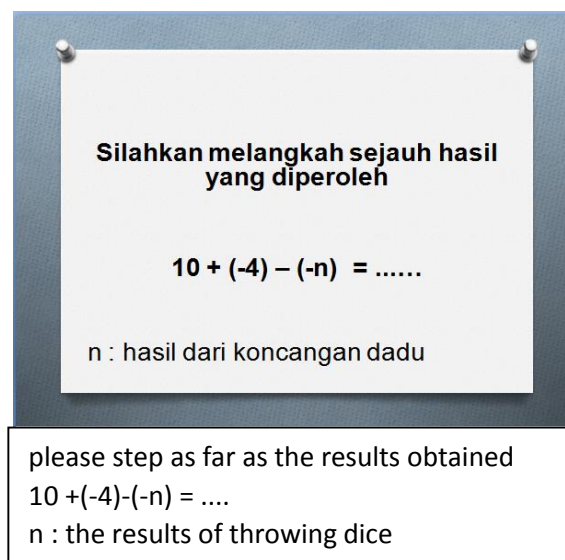 Silahkan melangkah sejauh hasil
yang diperoleh
10 + (-4) – (-n) = ......
n : hasil dari koncangan dadu
please step as far as the results obtained
10 +(-4)-(-n) = ....
n : the results of throwing dice